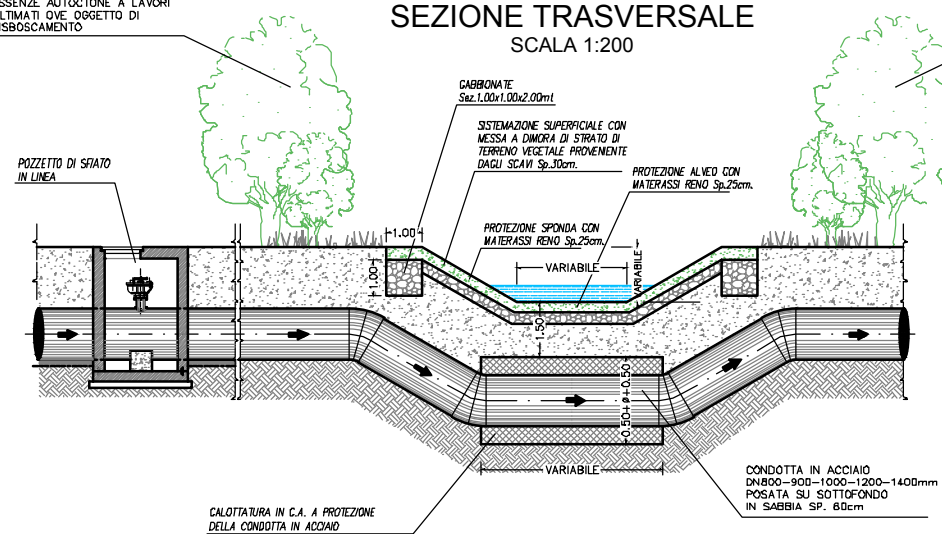 ESSENZE AUTOCTONE A LAVORI
ULTIMATI OVE OGGETTO DI
DISBOSCAMENTO
SEZIONE TRASVERSALE
SCALA 1:200
GABBIONATE
Sez.1.00x1.00x2.00ml
SISTEMAZIONE SUPERFICIALE CON
MESSA A DIMORA DI STRATO DI
TERRENO VEGETALE PROVENIENTE
DAGLI SCAVI Sp.30cm.
POZZETTO DI SFIATO
IN LINEA
PROTEZIONE ALVEO CON
MATERASSI RENO Sp.25cm.
PROTEZIONE SPONDA CON
MATERASSI RENO Sp.25cm.
1.00
1.00
VARIABILE
VARIABILE
1.50
0.50+ø+0.50
VARIABILE
CONDOTTA IN ACCIAIO
DN800-900-1000-1200-1400mm
POSATA SU SOTTOFONDO
IN SABBIA SP. 60cm
CALOTTATURA IN C.A. A PROTEZIONE
DELLA CONDOTTA IN ACCIAIO